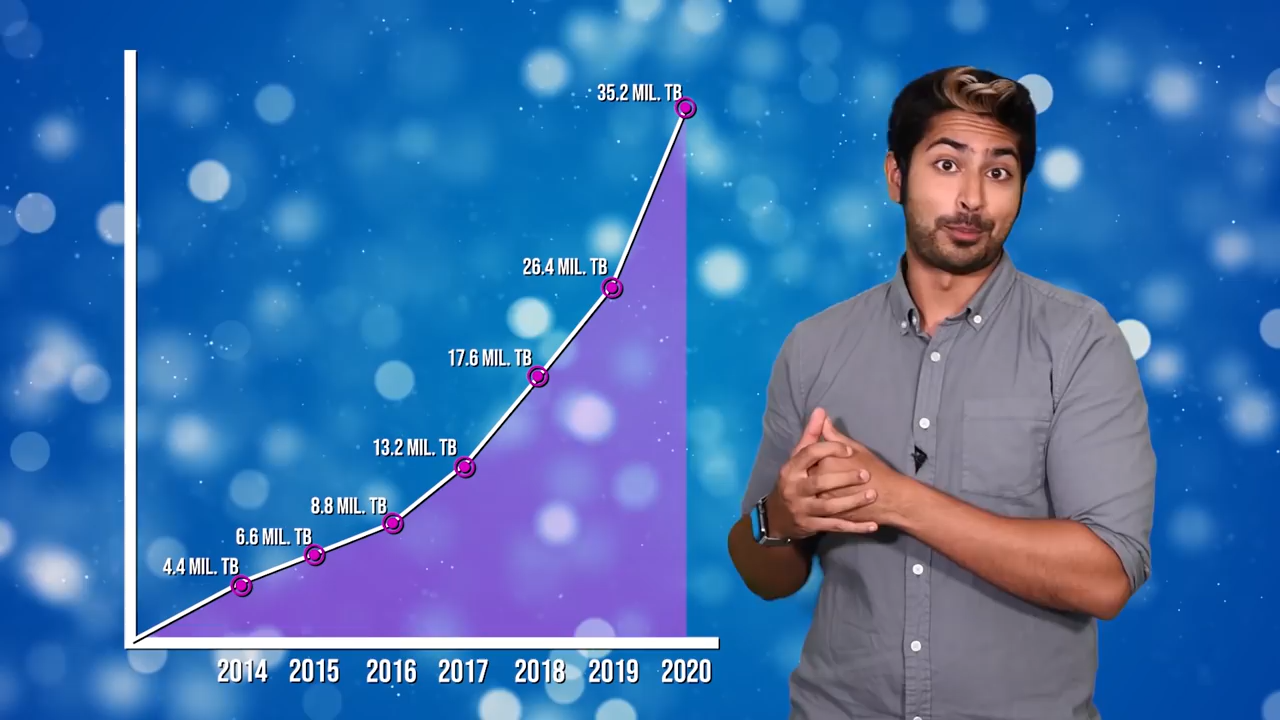 35.2 MIL. TB
26.4 MIL. TB
17.6 MIL. TB
13.2 MIL. TB
8.8 MIL. TB
6.6 MIL. TB
4.4 MIL. TB
2014 2015 2016 2017 2018 2019 2020